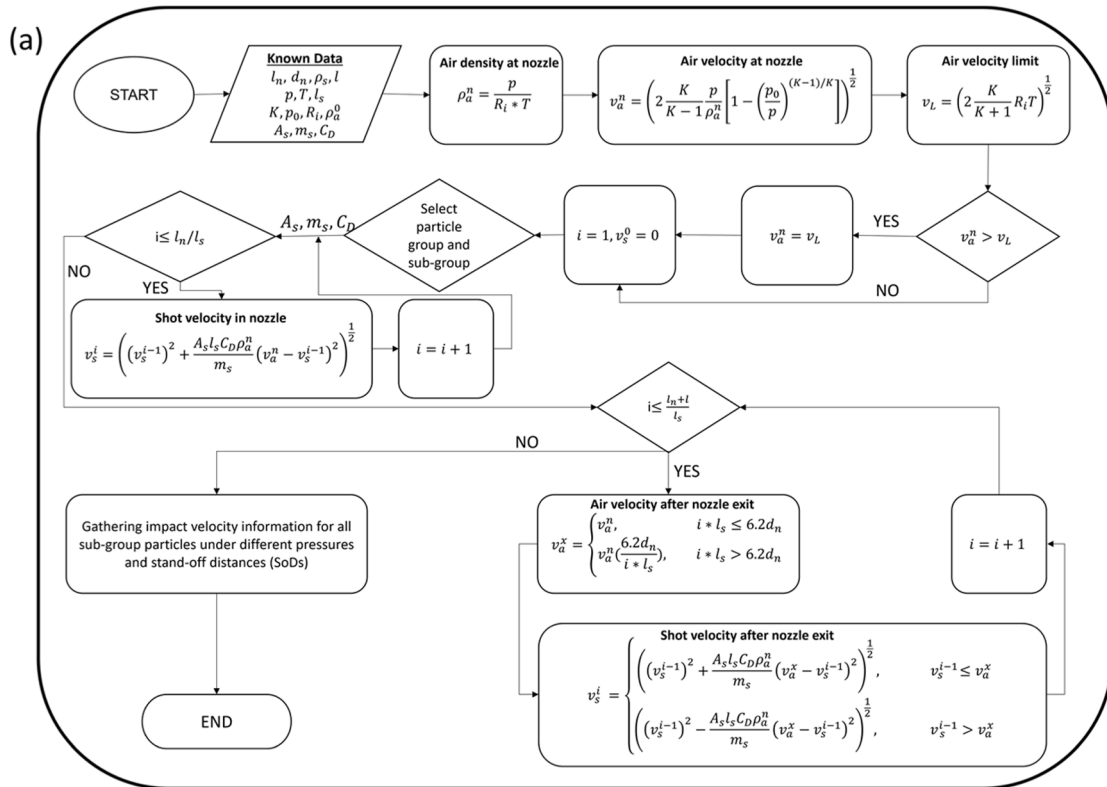 (a)
START
Known Data
l_n, d_n, ρ_s, l
p, T, l_s
K, p_0, R_i, ρ_a^0
A_s, m_s, C_D
Air density at nozzle
ρ_a^n = p / (R_i * T)
Air velocity at nozzle
v_a^n = (2 K/(K−1) p/ρ_a^n [1 − (p_0/p)^{(K−1)/K}])^{1/2}
Air velocity limit
v_L = (2 K/(K+1) R_i T)^{1/2}
v_a^n > v_L
YES
NO
v_a^n = v_L
i = 1, v_s^0 = 0
Select
particle
group and
sub-group
A_s, m_s, C_D
i≤ l_n/l_s
NO
YES
Shot velocity in nozzle
v_s^i = ((v_s^{i−1})^2 + (A_s l_s C_D ρ_a^n / m_s) (v_a^n − v_s^{i−1})^2)^{1/2}
i = i + 1
i≤ (l_n+l)/l_s
NO
YES
Gathering impact velocity information for all
sub-group particles under different pressures
and stand-off distances (SoDs)
END
Air velocity after nozzle exit
v_a^x = { v_a^n, i * l_s ≤ 6.2d_n
v_a^n(6.2d_n / (i * l_s)), i * l_s > 6.2d_n
Shot velocity after nozzle exit
v_s^i = { ((v_s^{i−1})^2 + (A_s l_s C_D ρ_a^n / m_s) (v_a^x − v_s^{i−1})^2)^{1/2}, v_s^{i−1} ≤ v_a^x
((v_s^{i−1})^2 − (A_s l_s C_D ρ_a^n / m_s) (v_a^x − v_s^{i−1})^2)^{1/2}, v_s^{i−1} > v_a^x
i = i + 1